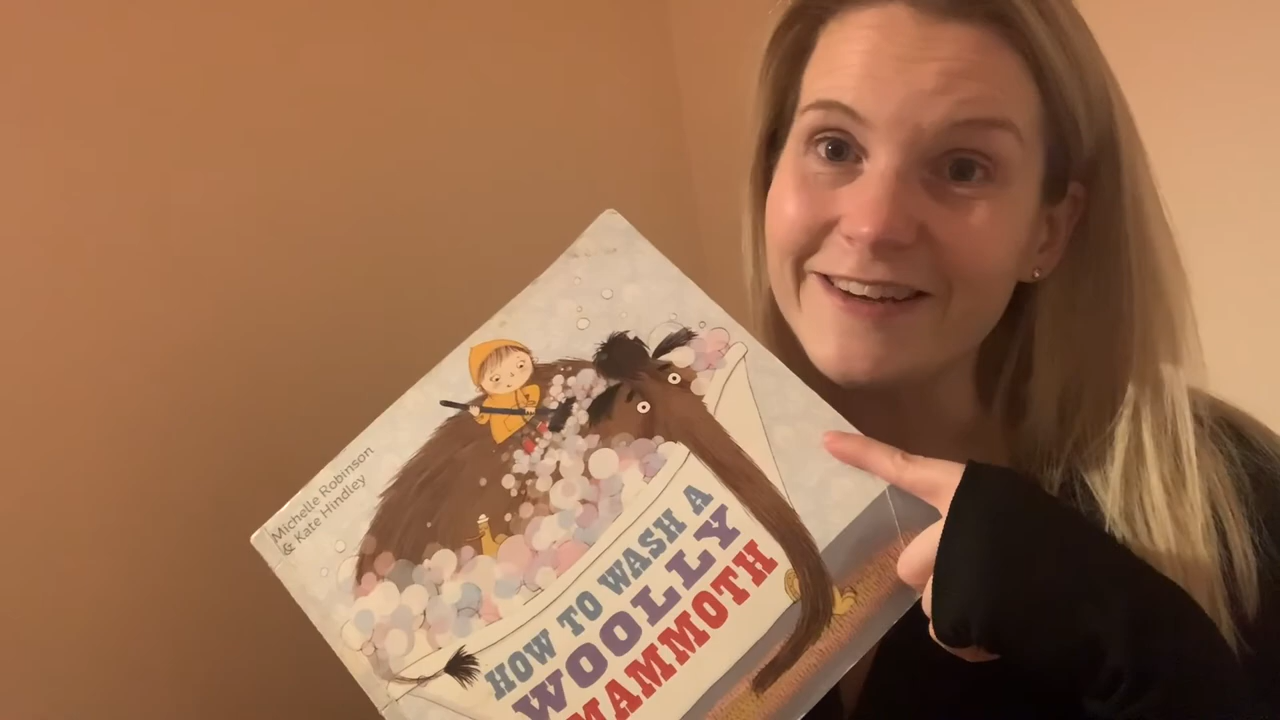 Michelle Robinson
& Kate Hindley
HOW TO WASH A
WOOLLY
MAMMOTH